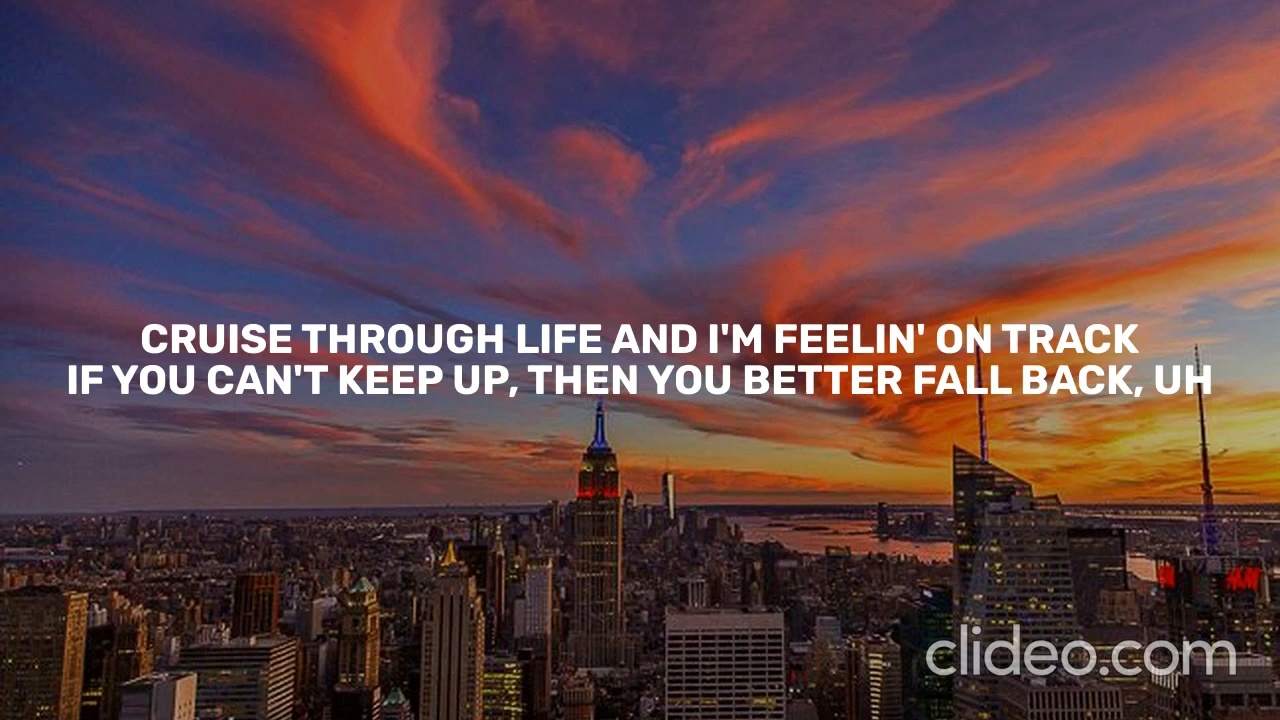 CRUISE THROUGH LIFE AND I'M FEELIN' ON TRACK
IF YOU CAN'T KEEP UP, THEN YOU BETTER FALL BACK, UH
H&M
clideo.com